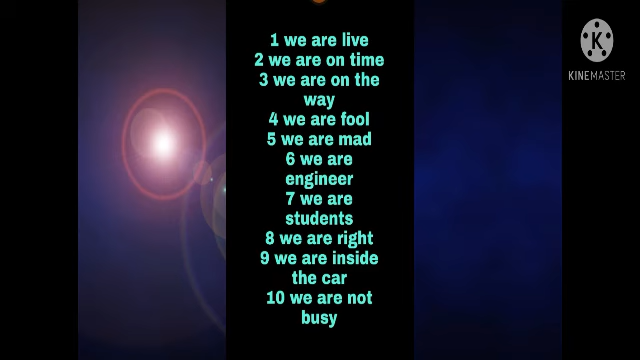 1 we are live
2 we are on time
3 we are on the
way
4 we are fool
5 we are mad
6 we are
engineer
7 we are
students
8 we are right
9 we are inside
the car
10 we are not
busy
K
KINEMASTER